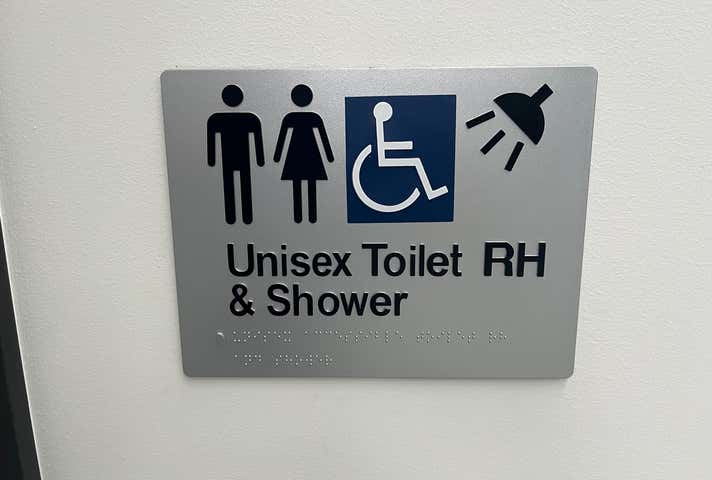 Unisex Toilet RH
& Shower